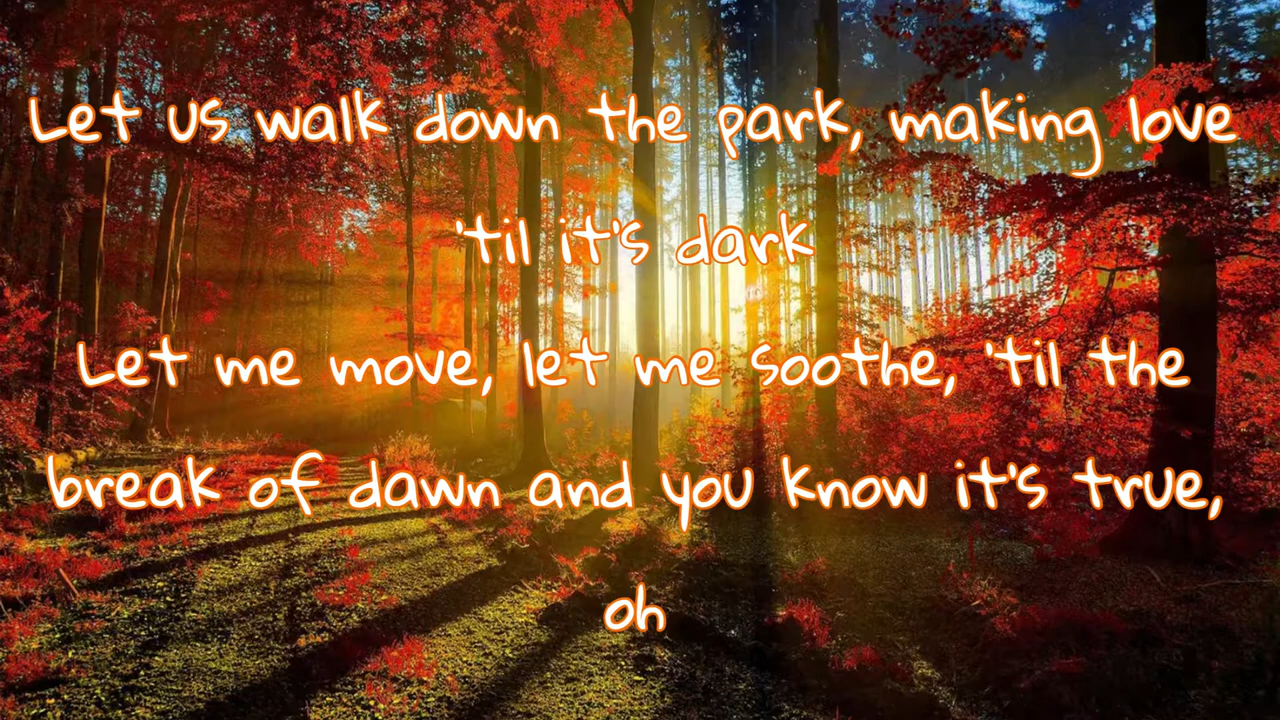 Let us walk down the park, making love
'til it's dark
Let me move, let me soothe, 'til the
break of dawn and you know it's true,
oh